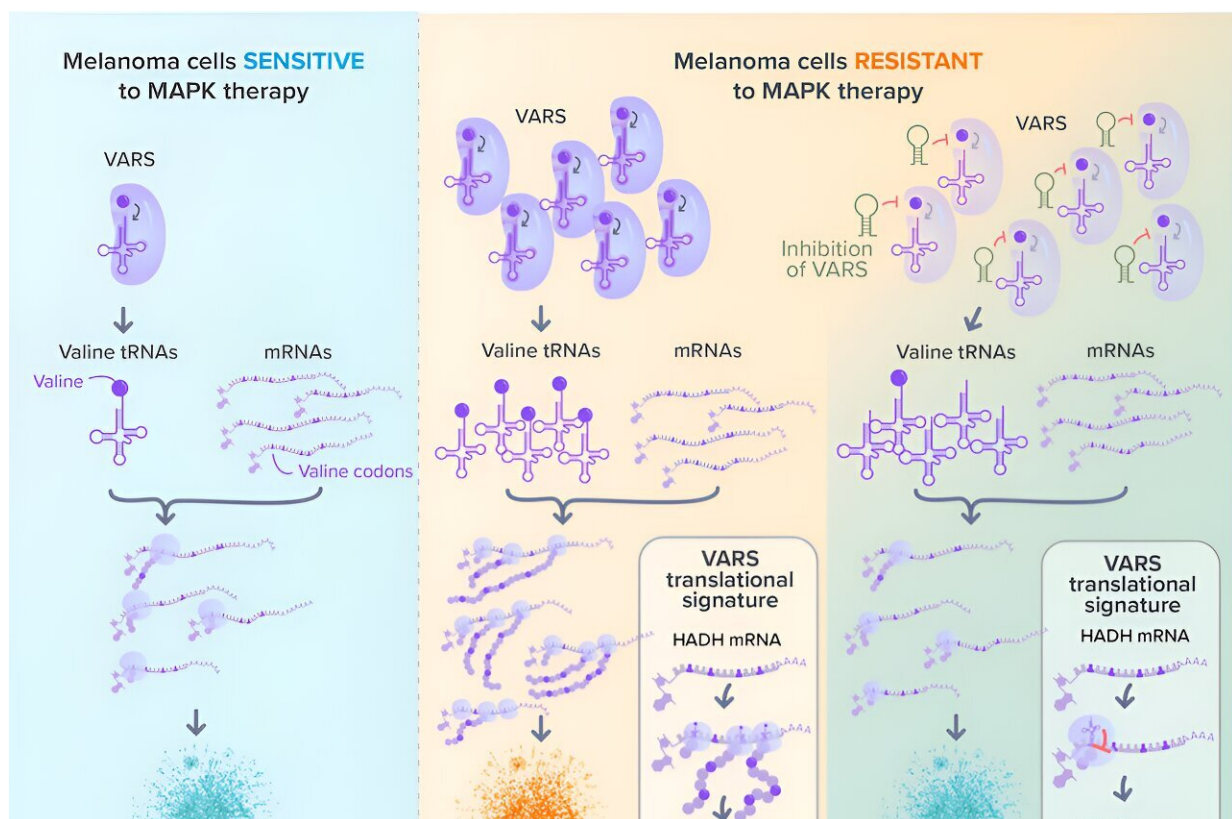 Melanoma cells SENSITIVE
to MAPK therapy
VARS
Valine tRNAs
mRNAs
Valine
Valine codons
Melanoma cells RESISTANT
to MAPK therapy
VARS
Valine tRNAs
mRNAs
VARS
translational
signature
HADH mRNA
AAA
VARS
Inhibition
of VARS
Valine tRNAs
mRNAs
VARS
translational
signature
HADH mRNA
AAA